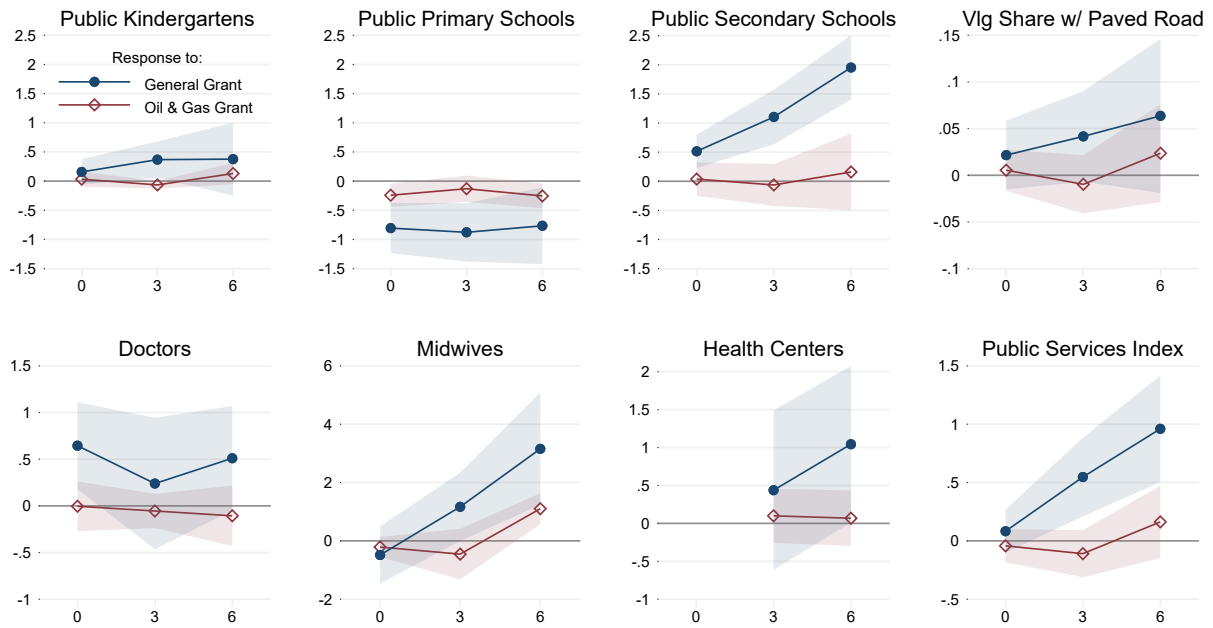 Public Kindergartens
2.5
2
1.5
1
.5
0
-.5
-1
-1.5
0 3 6
Response to:
General Grant
Oil & Gas Grant
Public Primary Schools
2.5
2
1.5
1
.5
0
-.5
-1
-1.5
0 3 6
Public Secondary Schools
2.5
2
1.5
1
.5
0
-.5
-1
-1.5
0 3 6
Vlg Share w/ Paved Road
.15
.1
.05
0
-.05
-.1
0 3 6
Doctors
1.5
1
.5
0
-.5
-1
0 3 6
Midwives
6
4
2
0
-2
0 3 6
Health Centers
2
1.5
1
.5
0
-.5
-1
0 3 6
Public Services Index
1.5
1
.5
0
-.5
0 3 6